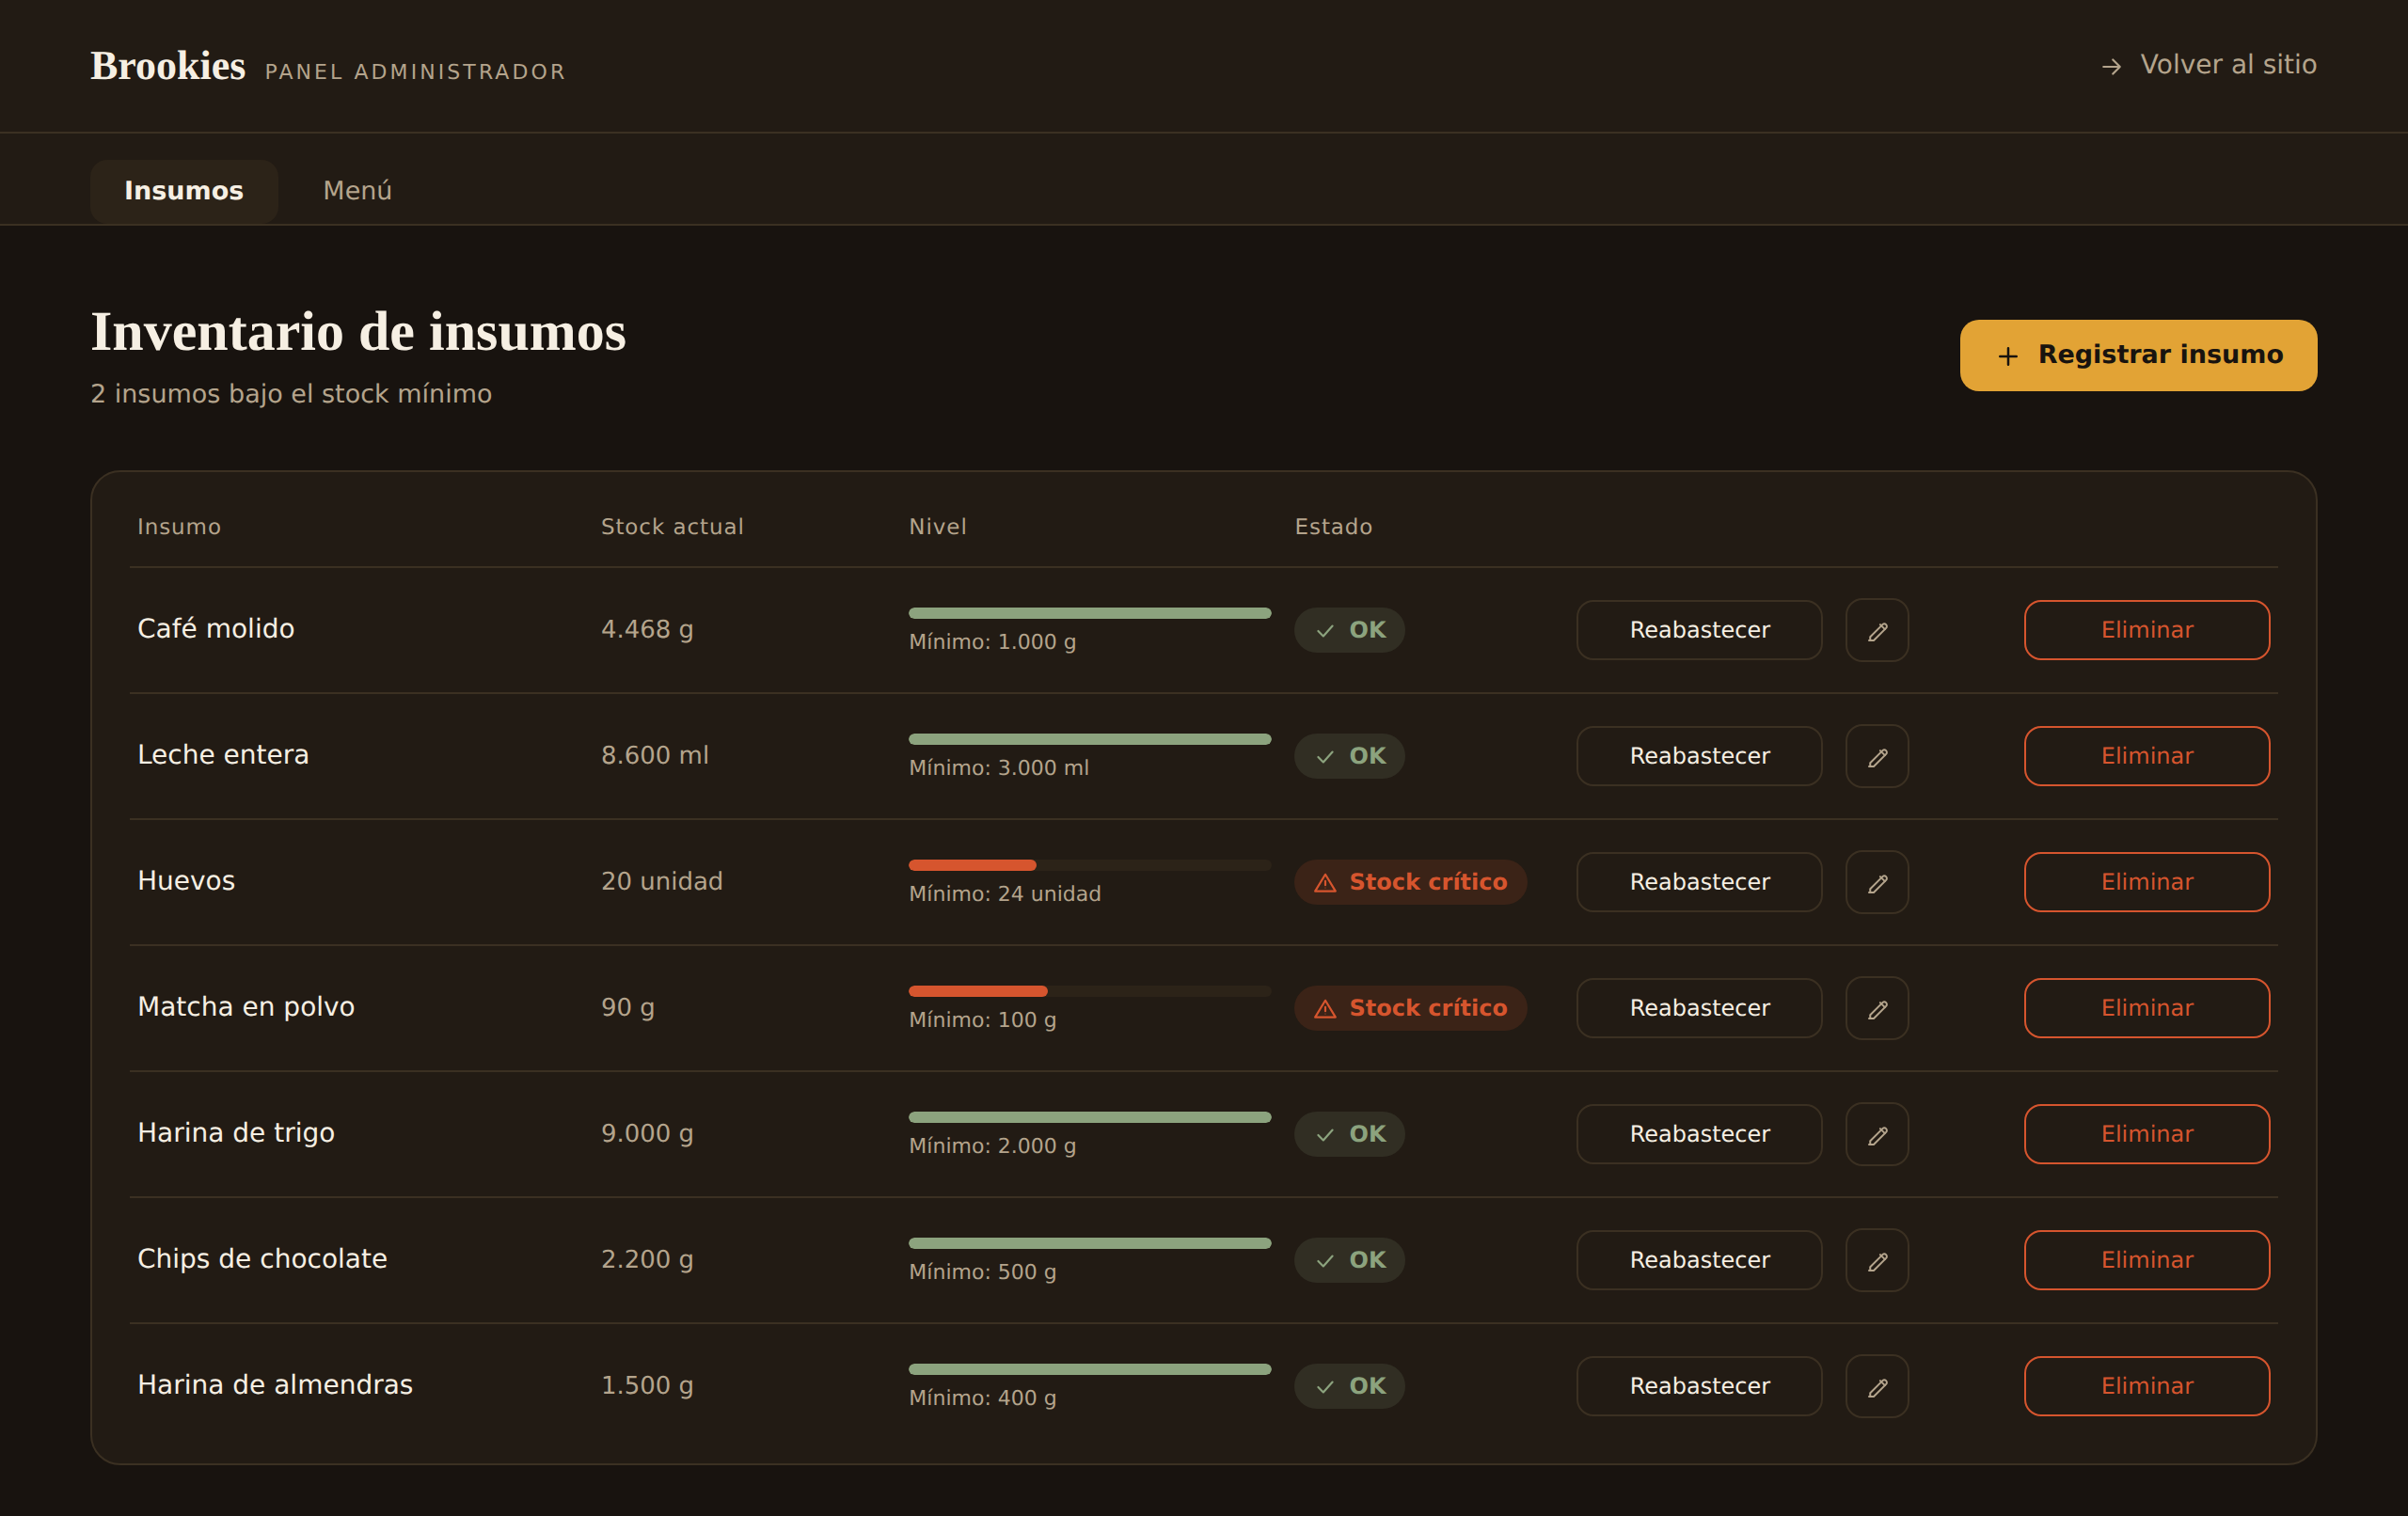 Brookies PANEL ADMINISTRADOR
Volver al sitio
Insumos Menú
Inventario de insumos
2 insumos bajo el stock mínimo
Registrar insumo
Insumo Stock actual Nivel Estado
Café molido 4.468 g Mínimo: 1.000 g OK Reabastecer Eliminar
Leche entera 8.600 ml Mínimo: 3.000 ml OK Reabastecer Eliminar
Huevos 20 unidad Mínimo: 24 unidad Stock crítico Reabastecer Eliminar
Matcha en polvo 90 g Mínimo: 100 g Stock crítico Reabastecer Eliminar
Harina de trigo 9.000 g Mínimo: 2.000 g OK Reabastecer Eliminar
Chips de chocolate 2.200 g Mínimo: 500 g OK Reabastecer Eliminar
Harina de almendras 1.500 g Mínimo: 400 g OK Reabastecer Eliminar